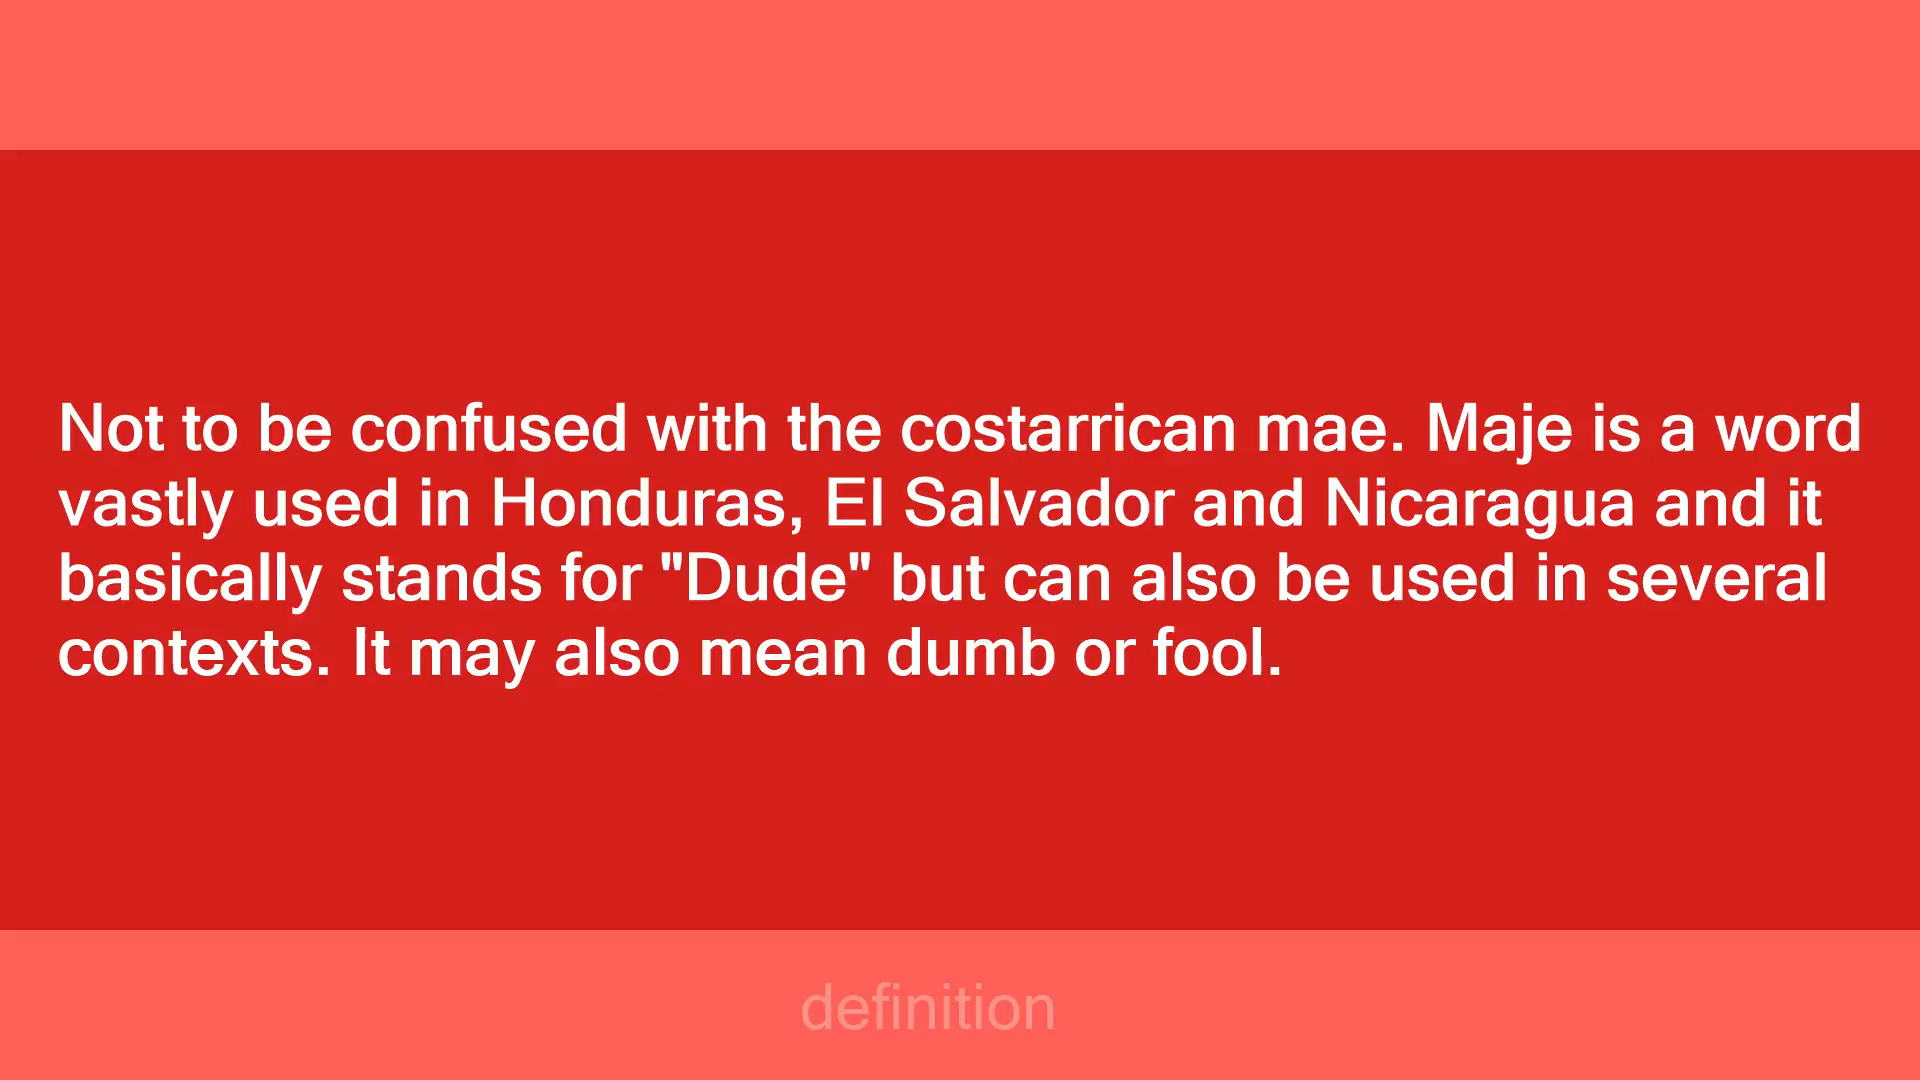 Not to be confused with the costarrican mae. Maje is a word
vastly used in Honduras, El Salvador and Nicaragua and it
basically stands for "Dude" but can also be used in several
contexts. It may also mean dumb or fool.
definition